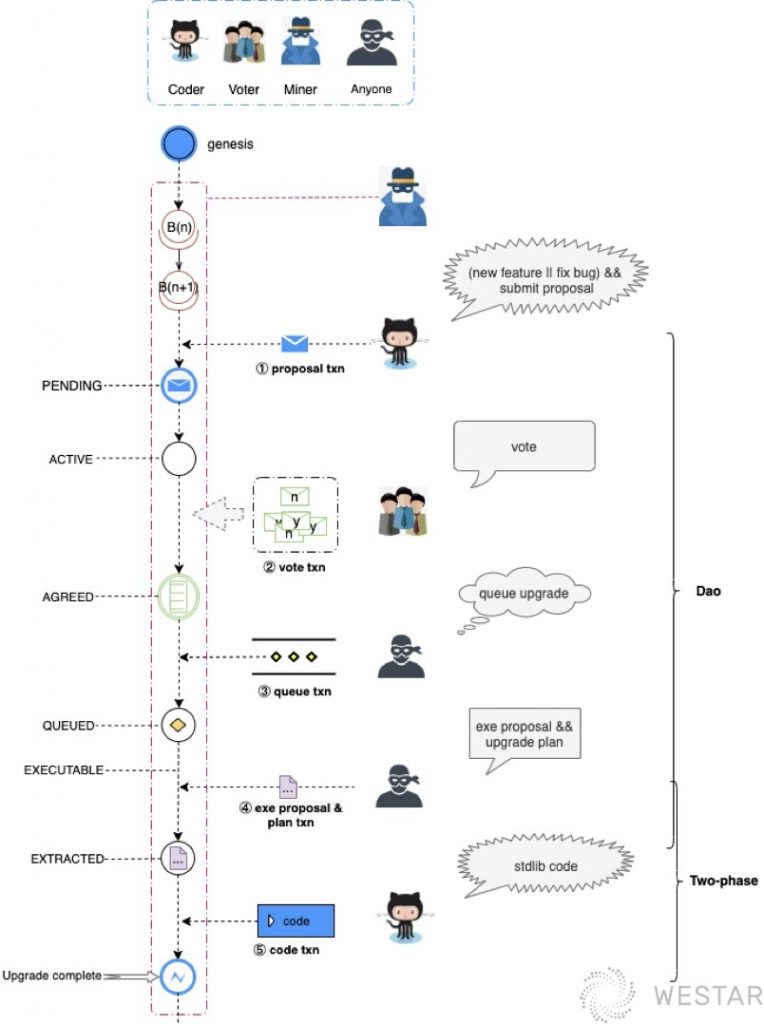 Coder Voter Miner Anyone
genesis
B(n)
(new feature || fix bug) &&
submit proposal
B(n+1)
① proposal txn
PENDING
vote
ACTIVE
n
y y
n
② vote txn
queue upgrade
Dao
AGREED
③ queue txn
exe proposal &&
upgrade plan
QUEUED
EXECUTABLE
④ exe proposal &
plan txn
stdlib code
EXTRACTED
Two-phase
code
⑤ code txn
Upgrade complete
WESTAR